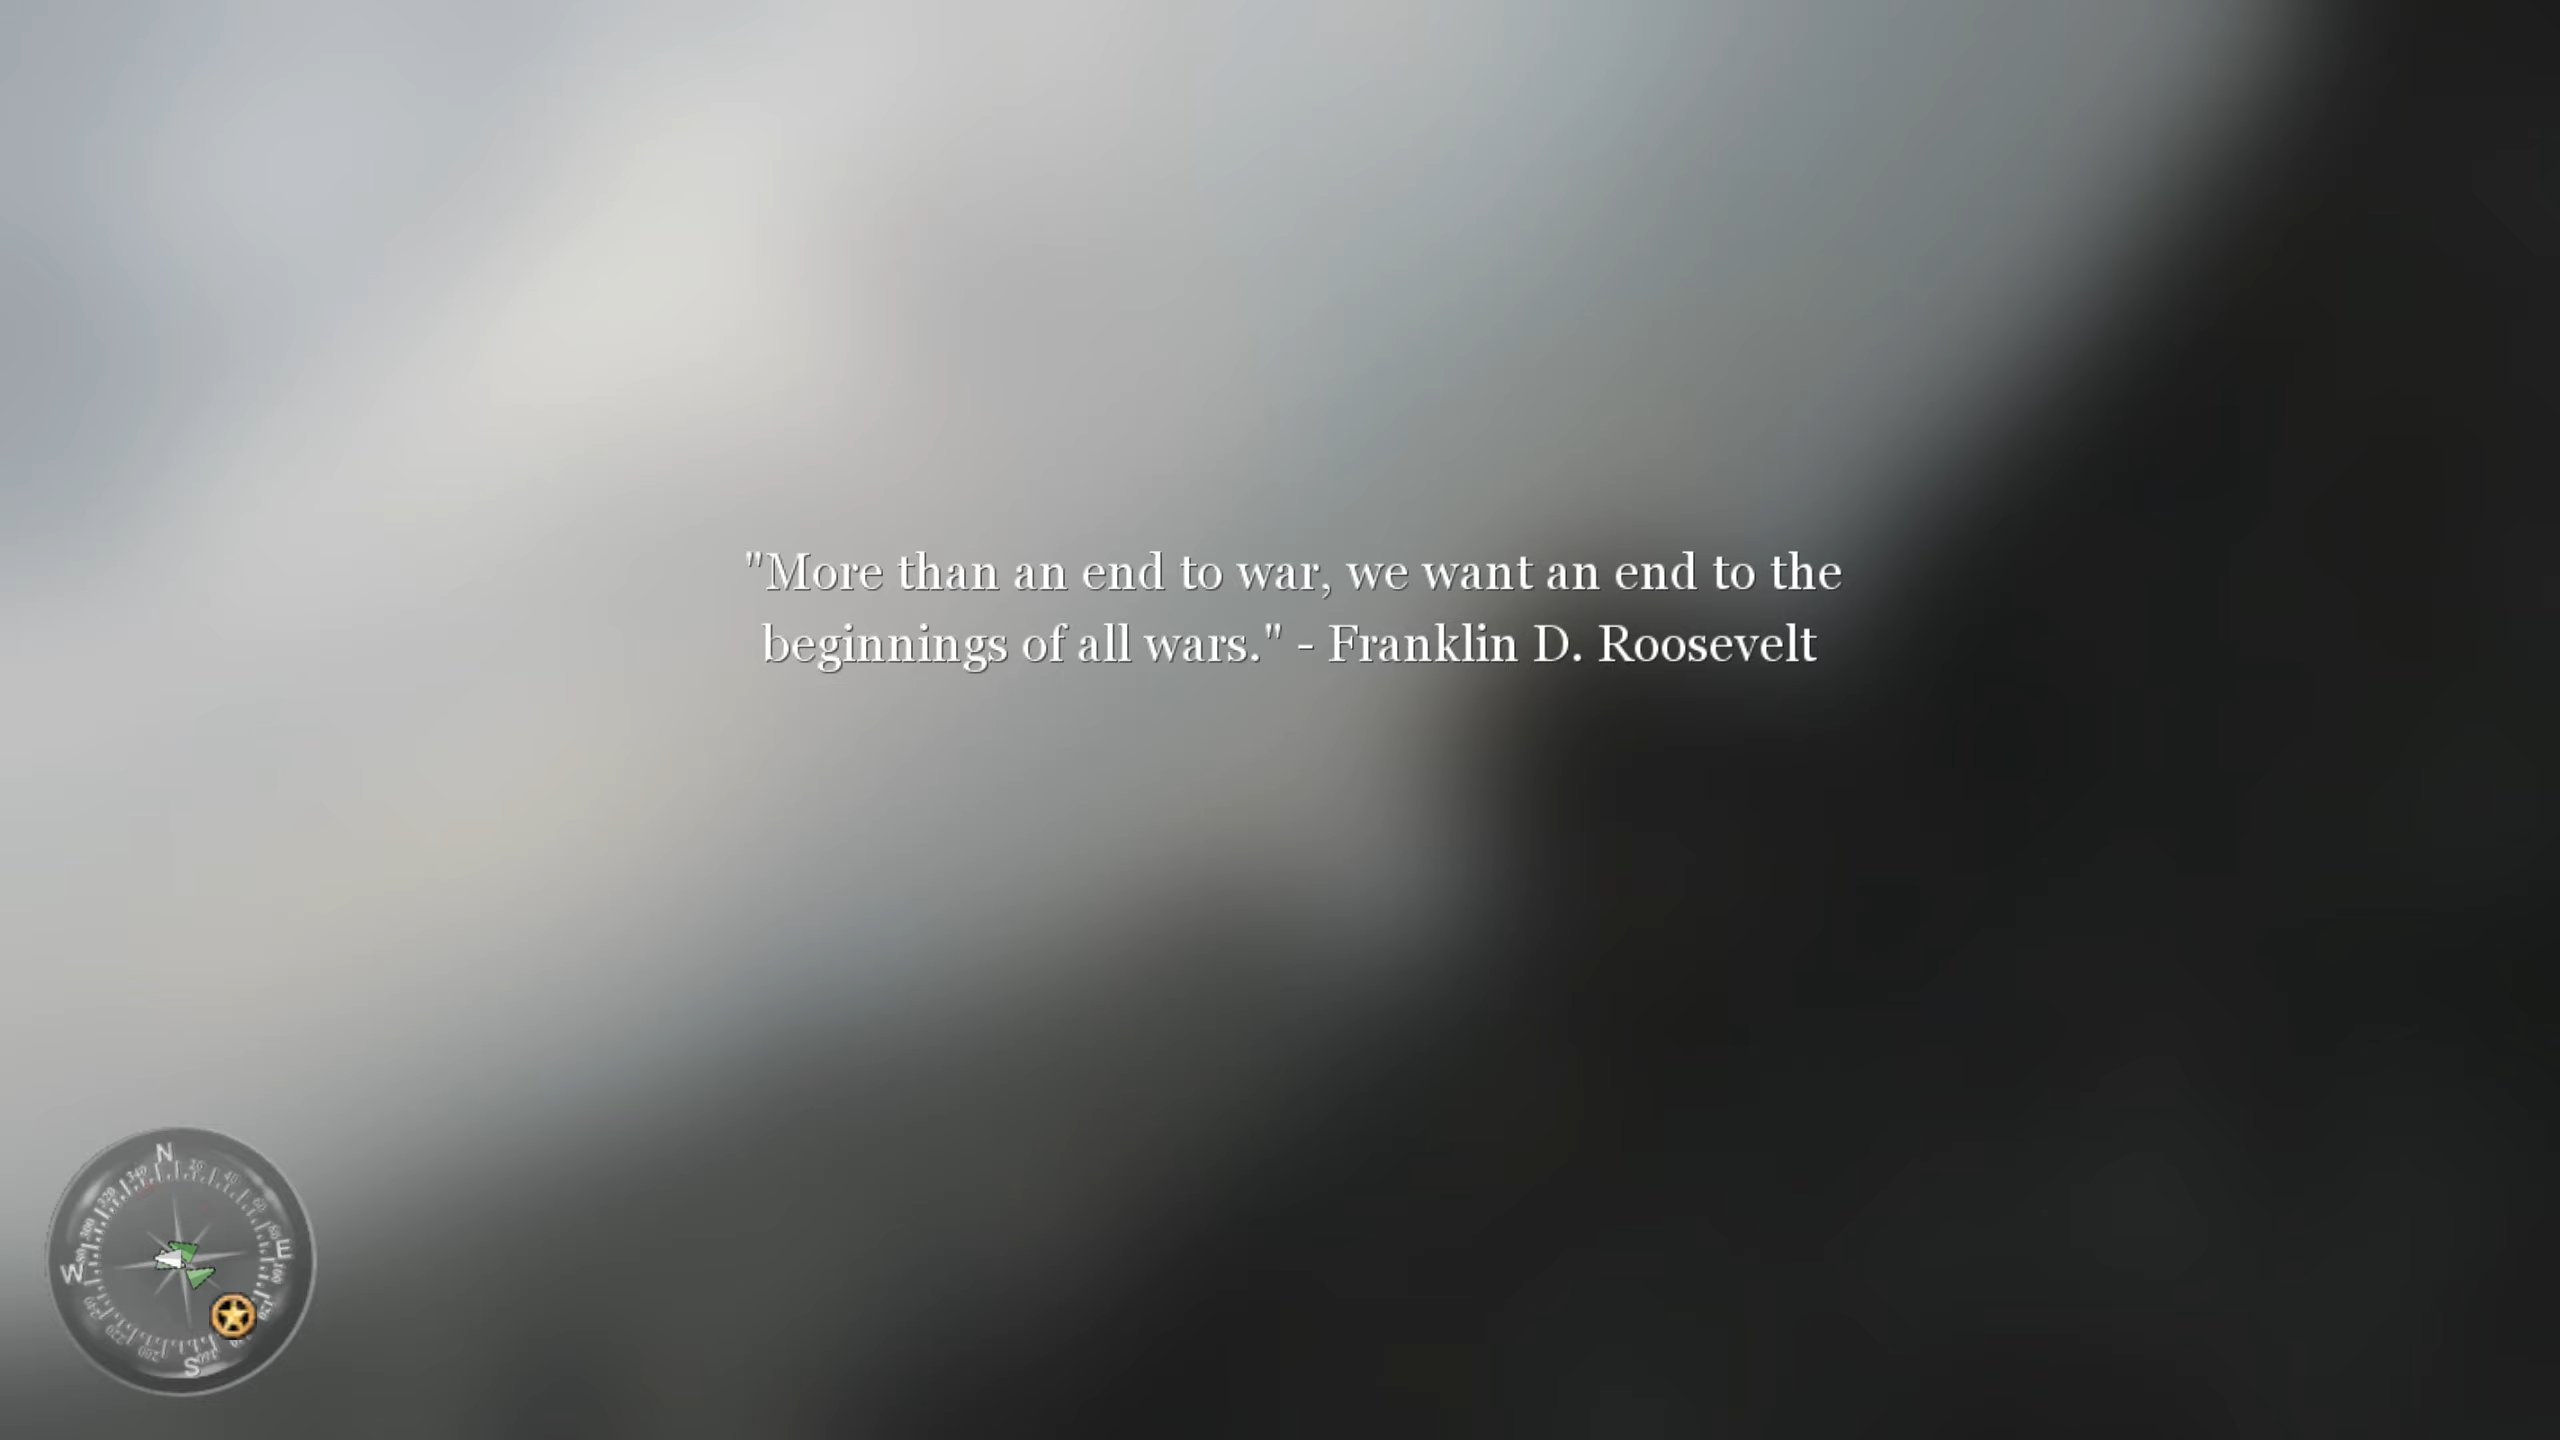 "More than an end to war, we want an end to the
beginnings of all wars." - Franklin D. Roosevelt
N
E
S
W